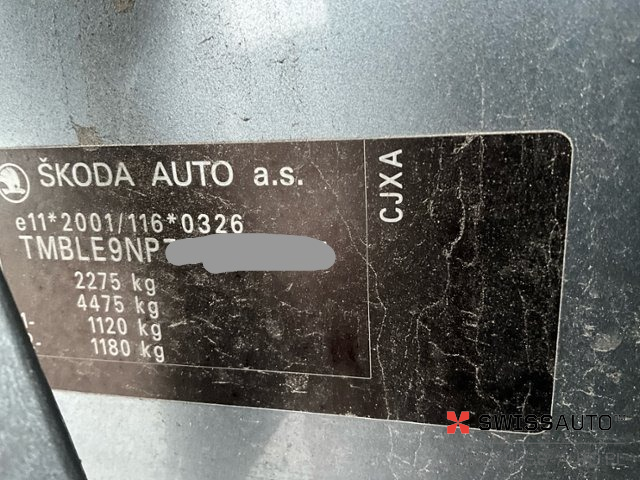 ŠKODA AUTO a.s.
e11*2001/116*0326
TMBLE9NP7
2275 kg
4475 kg
1- 1120 kg
2- 1180 kg
CJXA
SWISSAUTO